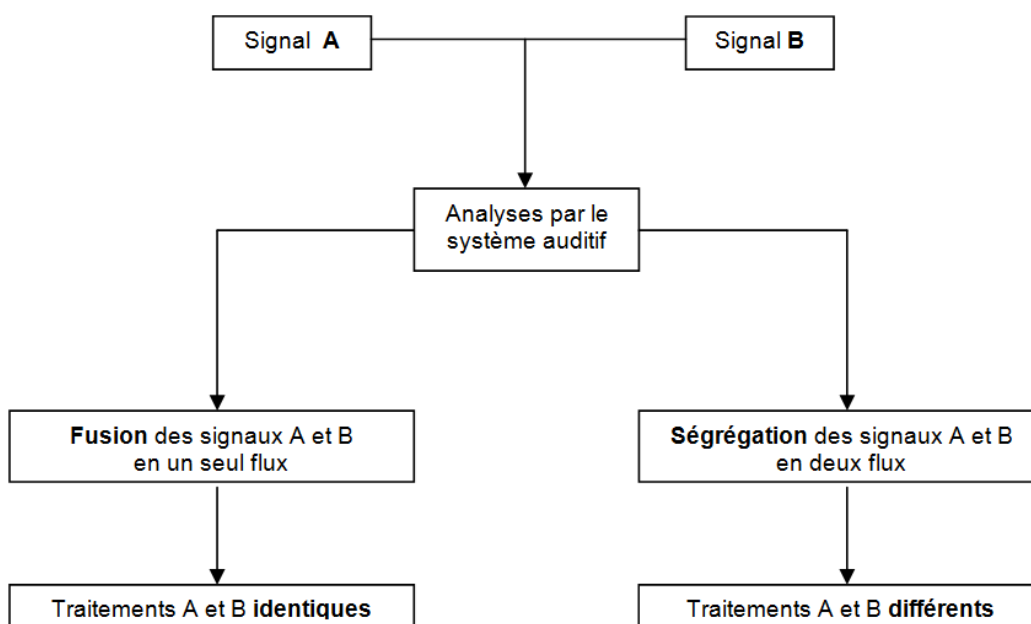 Signal A
Signal B
Analyses par le
système auditif
Fusion des signaux A et B
en un seul flux
Ségrégation des signaux A et B
en deux flux
Traitements A et B identiques
Traitements A et B différents